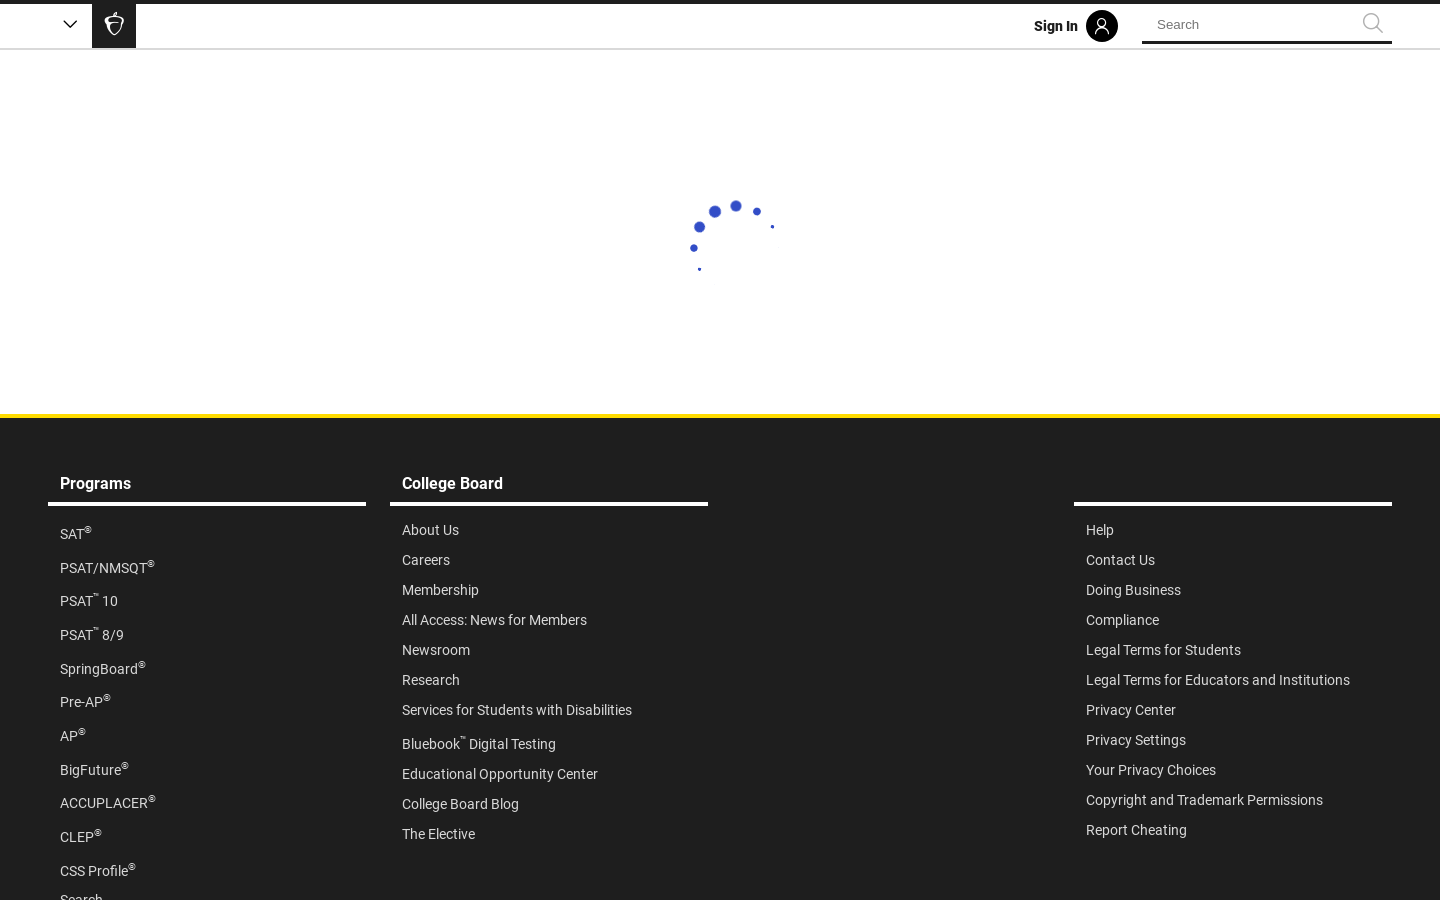 Sign In
Search
Programs
SAT®
PSAT/NMSQT®
PSAT™ 10
PSAT™ 8/9
SpringBoard®
Pre-AP®
AP®
BigFuture®
ACCUPLACER®
CLEP®
CSS Profile®
Search
College Board
About Us
Careers
Membership
All Access: News for Members
Newsroom
Research
Services for Students with Disabilities
Bluebook™ Digital Testing
Educational Opportunity Center
College Board Blog
The Elective
Help
Contact Us
Doing Business
Compliance
Legal Terms for Students
Legal Terms for Educators and Institutions
Privacy Center
Privacy Settings
Your Privacy Choices
Copyright and Trademark Permissions
Report Cheating